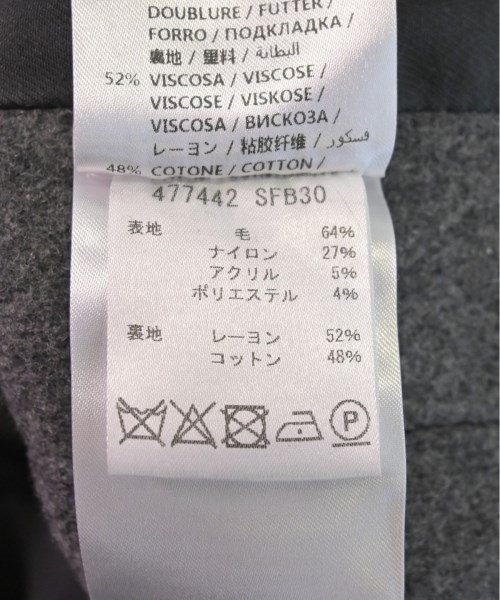 DOUBLURE / FUTTER /
FORRO / ПОДКЛАДКА /
裏地 / 里料 / البطانة
52% VISCOSA / VISCOSE /
VISCOSE / VISKOSE /
VISCOSA / ВИСКОЗА /
レーヨン / 粘胶纤维 / فسكوز
48% COTONE / COTTON /
477442 SFB30
表地 毛 64%
ナイロン 27%
アクリル 5%
ポリエステル 4%
裏地 レーヨン 52%
コットン 48%
P